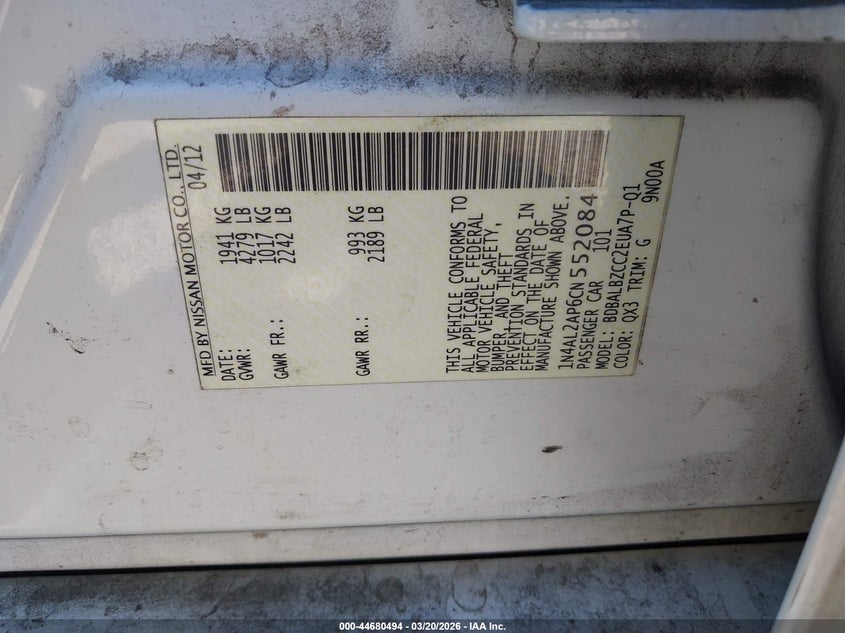 MFD BY NISSAN MOTOR CO., LTD.
DATE: 04/12
GVWR: 1941 KG
4279 LB
GAWR FR.: 1017 KG
2242 LB
GAWR RR.: 993 KG
2189 LB
THIS VEHICLE CONFORMS TO
ALL APPLICABLE FEDERAL
MOTOR VEHICLE SAFETY,
BUMPER, AND THEFT
PREVENTION STANDARDS IN
EFFECT ON THE DATE OF
MANUFACTURE SHOWN ABOVE.
1N4AL2AP6CN552084
PASSENGER CAR 101
MODEL: BDBALBZCC2EUA7P-Q1
COLOR: QX3 TRIM: G 9N00A
000-44680494 - 03/20/2026 - IAA Inc.